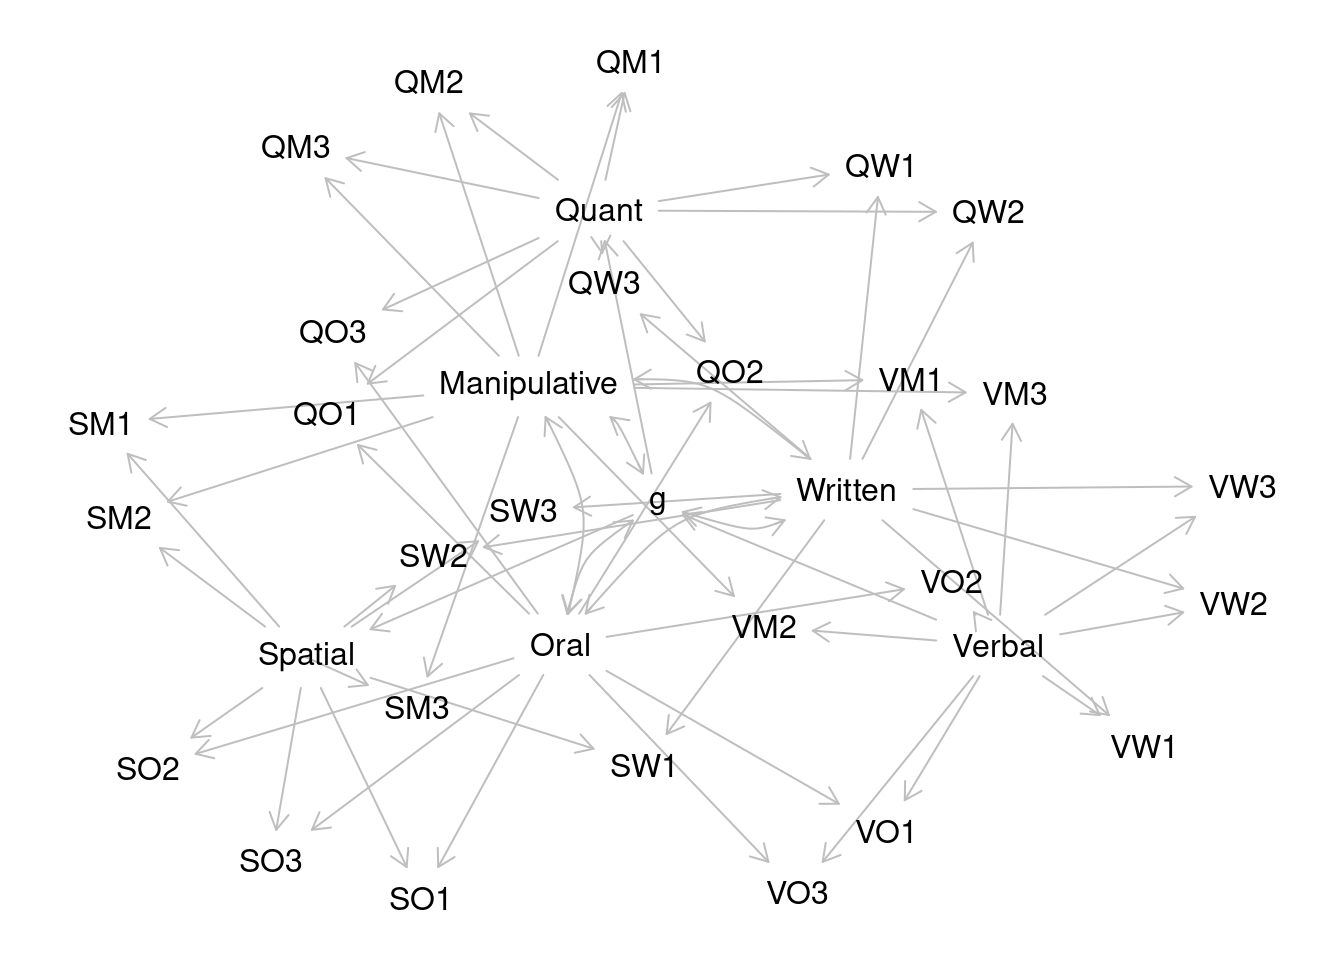 QM1
QM2
QM3
QW1
Quant
QW2
QW3
QO3
QO2
Manipulative
VM1
VM3
QO1
SM1
Written
VW3
g
SW3
SM2
SW2
VO2
VW2
VM2
Oral
Verbal
Spatial
SM3
VW1
SW1
SO2
VO1
SO3
VO3
SO1